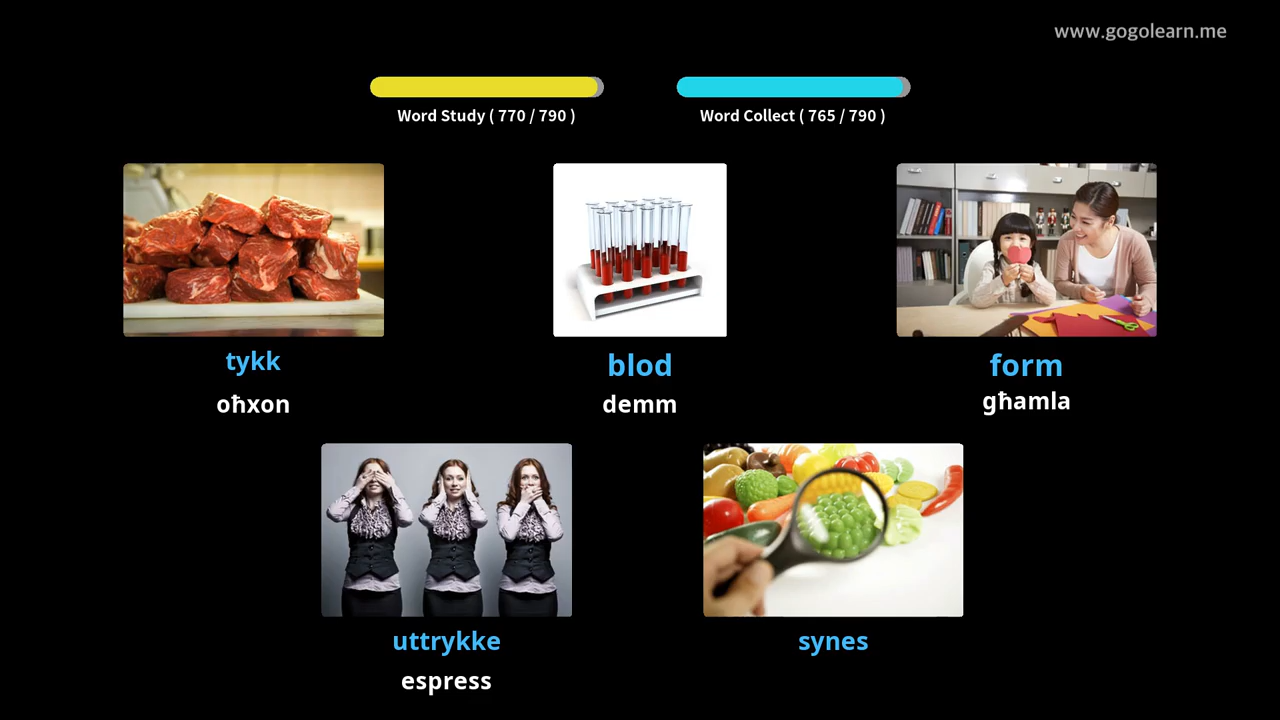 www.gogolearn.me
Word Study ( 770 / 790 )
Word Collect ( 765 / 790 )
tykk
blod
form
oħxon
demm
għamla
uttrykke
synes
espress